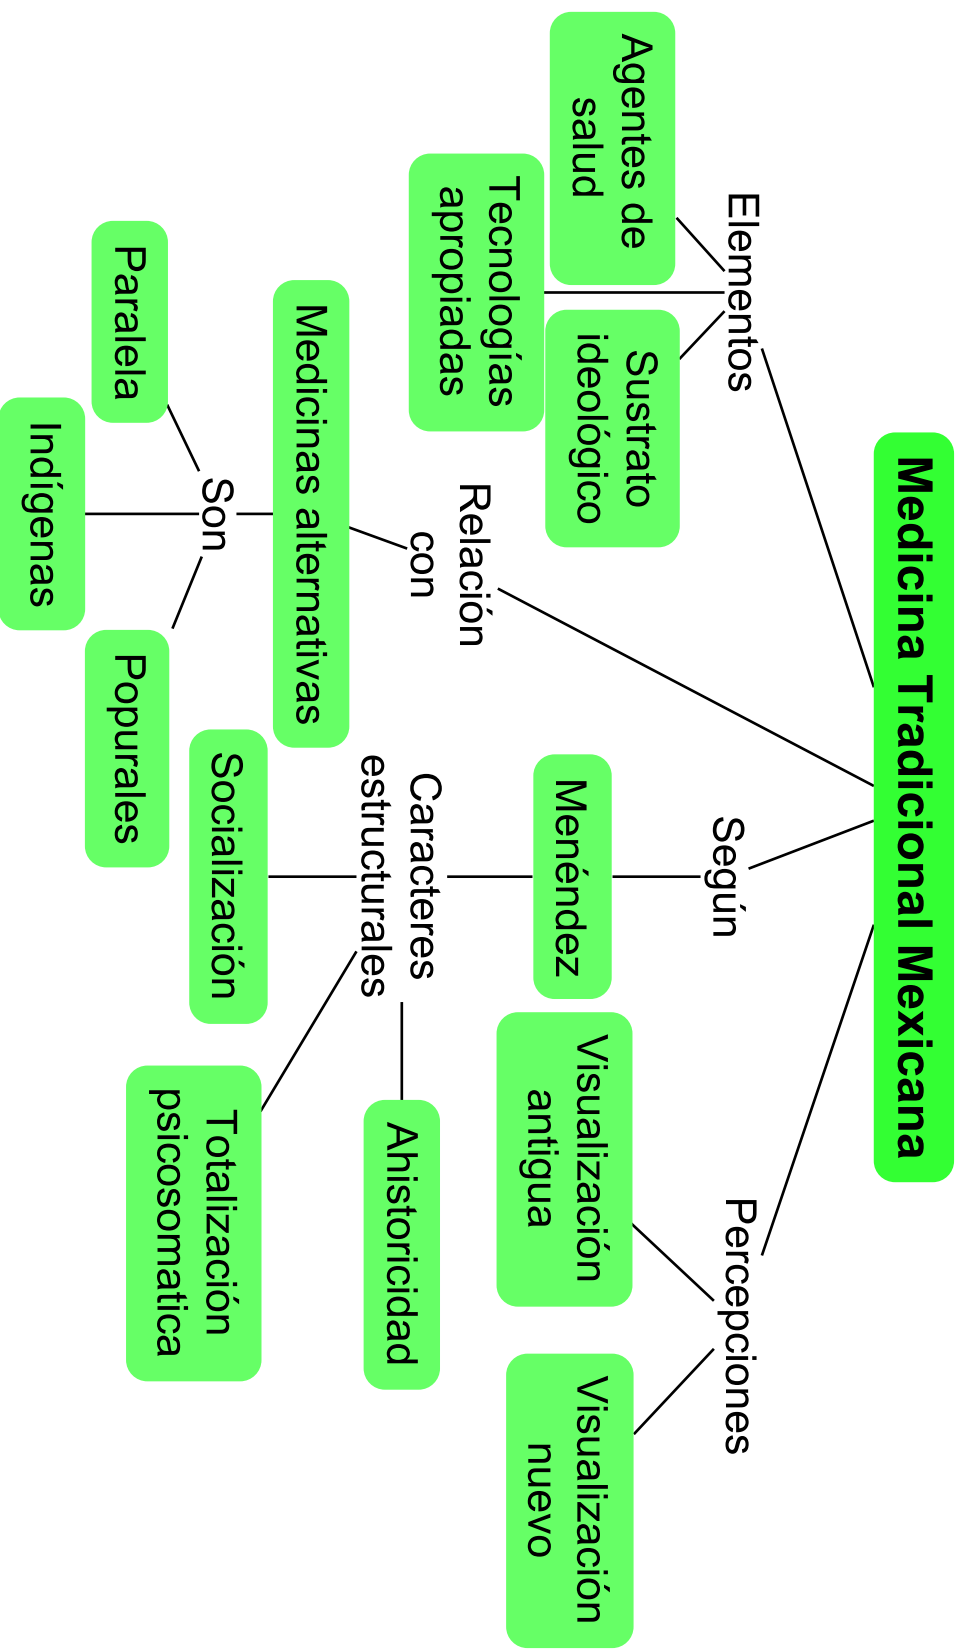 Medicina Tradicional Mexicana
Elementos
Agentes de
salud
Tecnologías
apropiadas
Sustrato
ideológico
Relación
con
Medicinas alternativas
Son
Paralela
Indígenas
Popurales
Según
Menéndez
Caracteres
estructurales
Socialización
Totalización
psicosomatica
Ahistoricidad
Percepciones
Visualización
antigua
Visualización
nuevo